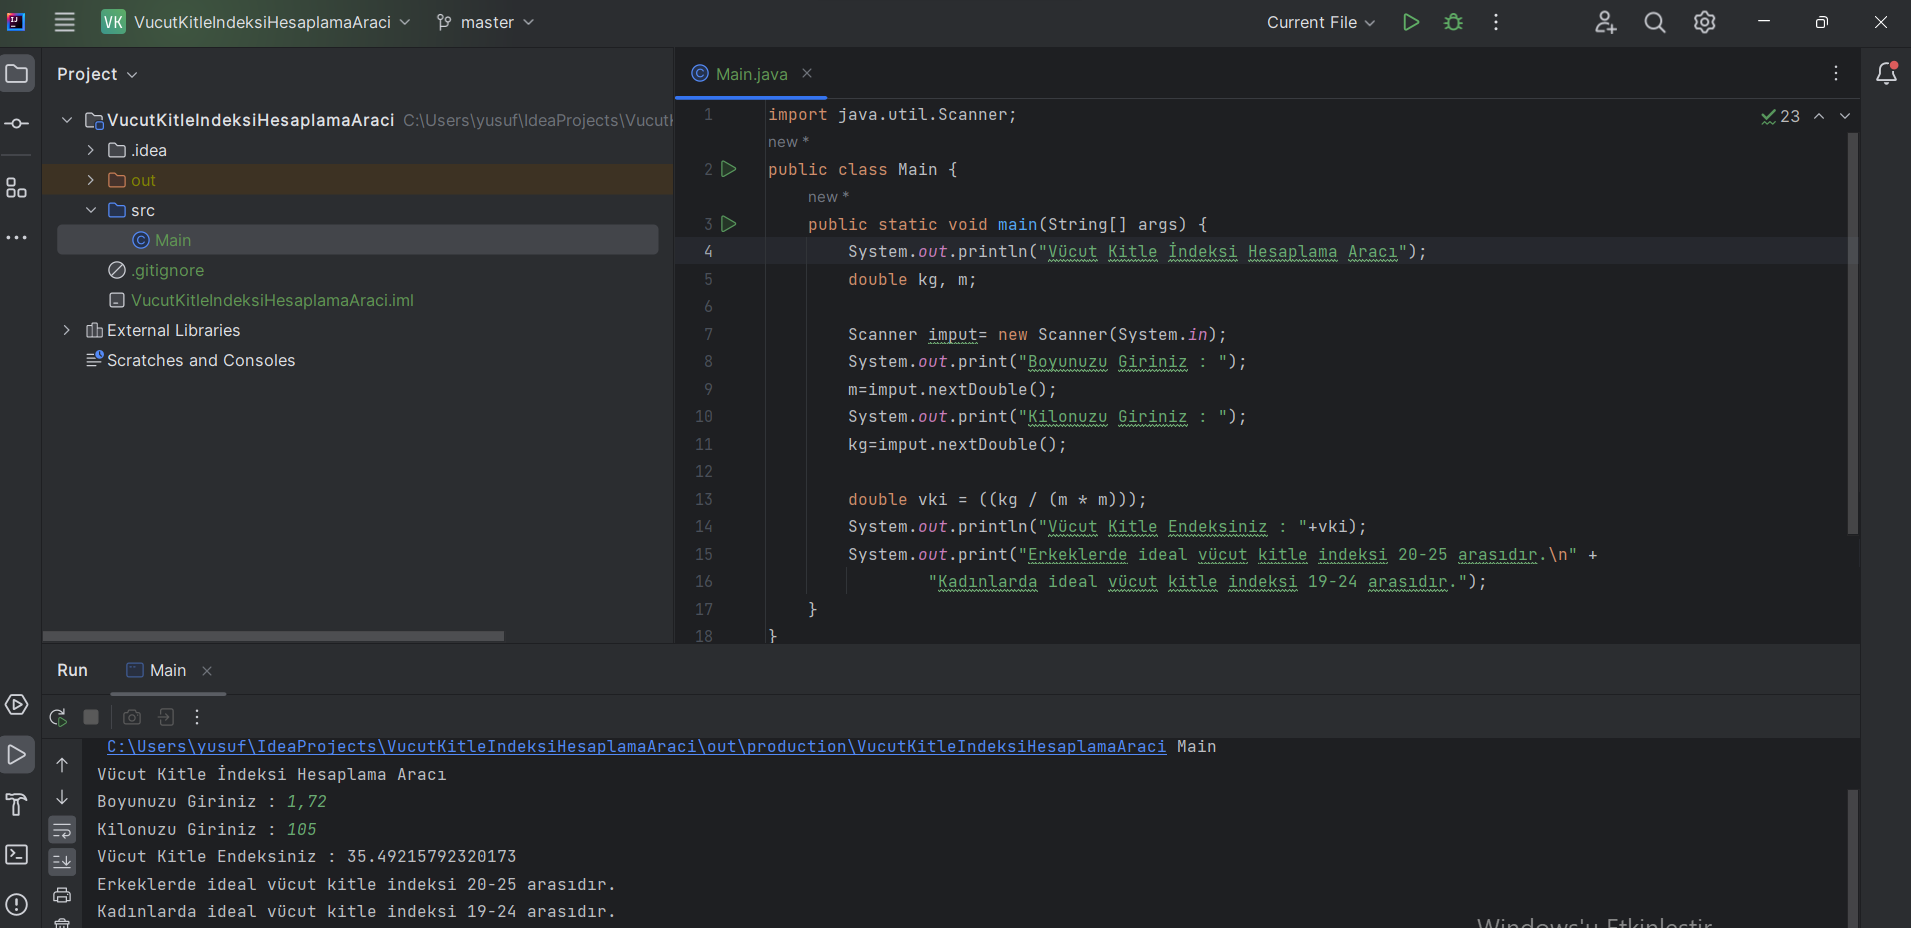 VK VucutKitleIndeksiHesaplamaAraci master Current File
Project
Main.java
VucutKitleIndeksiHesaplamaAraci C:\Users\yusuf\IdeaProjects\Vucutk
.idea
out
src
Main
.gitignore
VucutKitleIndeksiHesaplamaAraci.iml
External Libraries
Scratches and Consoles
23
1 import java.util.Scanner;
new *
2 public class Main {
new *
3 public static void main(String[] args) {
4 System.out.println("Vücut Kitle İndeksi Hesaplama Aracı");
5 double kg, m;
6
7 Scanner imput= new Scanner(System.in);
8 System.out.print("Boyunuzu Giriniz : ");
9 m=imput.nextDouble();
10 System.out.print("Kilonuzu Giriniz : ");
11 kg=imput.nextDouble();
12
13 double vki = ((kg / (m * m)));
14 System.out.println("Vücut Kitle Endeksiniz : "+vki);
15 System.out.print("Erkeklerde ideal vücut kitle indeksi 20-25 arasıdır.\n" +
16 "Kadınlarda ideal vücut kitle indeksi 19-24 arasıdır.");
17 }
18 }
Run Main
C:\Users\yusuf\IdeaProjects\VucutKitleIndeksiHesaplamaAraci\out\production\VucutKitleIndeksiHesaplamaAraci Main
Vücut Kitle İndeksi Hesaplama Aracı
Boyunuzu Giriniz : 1,72
Kilonuzu Giriniz : 105
Vücut Kitle Endeksiniz : 35.49215792320173
Erkeklerde ideal vücut kitle indeksi 20-25 arasıdır.
Kadınlarda ideal vücut kitle indeksi 19-24 arasıdır.
Windows'u Etkinleştir